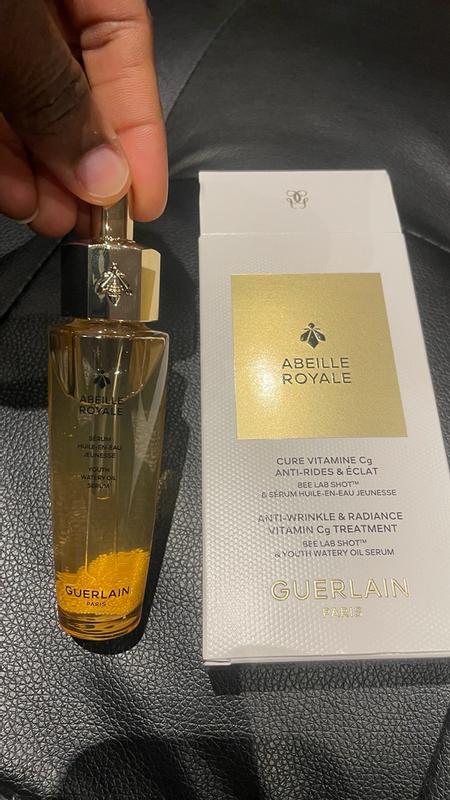 ABEILLE
ROYALE
SÉRUM
HUILE-EN-EAU
JEUNESSE
YOUTH
WATERY OIL
SERUM
GUERLAIN
PARIS
ABEILLE
ROYALE
CURE VITAMINE Cg
ANTI-RIDES & ÉCLAT
BEE LAB SHOT™
& SÉRUM HUILE-EN-EAU JEUNESSE
ANTI-WRINKLE & RADIANCE
VITAMIN Cg TREATMENT
BEE LAB SHOT™
& YOUTH WATERY OIL SERUM
GUERLAIN
PARIS